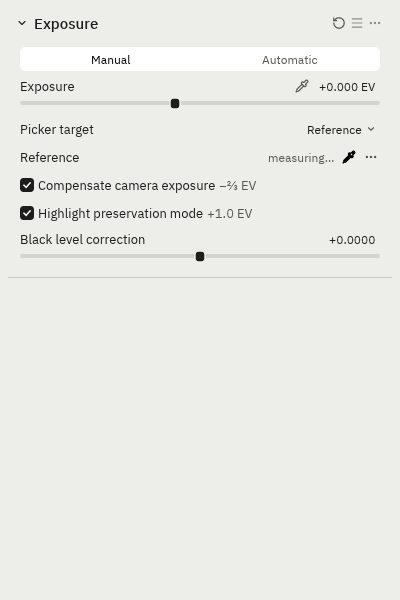 Exposure
Manual Automatic
Exposure +0.000 EV
Picker target Reference
Reference measuring...
Compensate camera exposure −⅔ EV
Highlight preservation mode +1.0 EV
Black level correction +0.0000